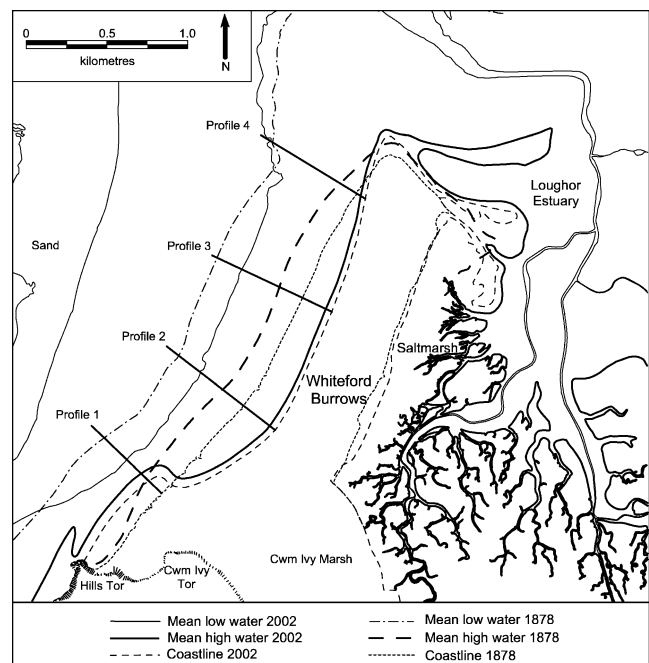 0 0.5 1.0
kilometres
N
Profile 4
Loughor
Estuary
Sand
Profile 3
Profile 2
Saltmarsh
Whiteford
Burrows
Profile 1
Cwm Ivy Marsh
Cwm Ivy
Tor
Hills Tor
Mean low water 2002
Mean low water 1878
Mean high water 2002
Mean high water 1878
Coastline 2002
Coastline 1878